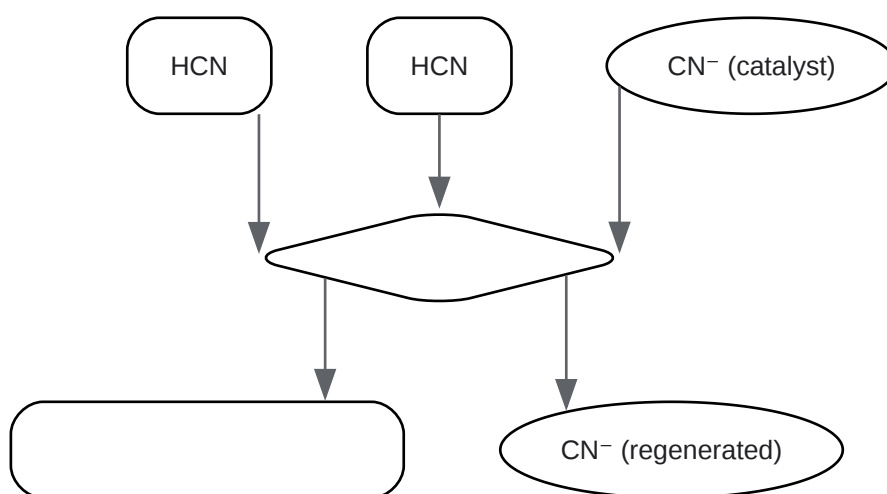 HCN
HCN
CN⁻ (catalyst)
CN⁻ (regenerated)